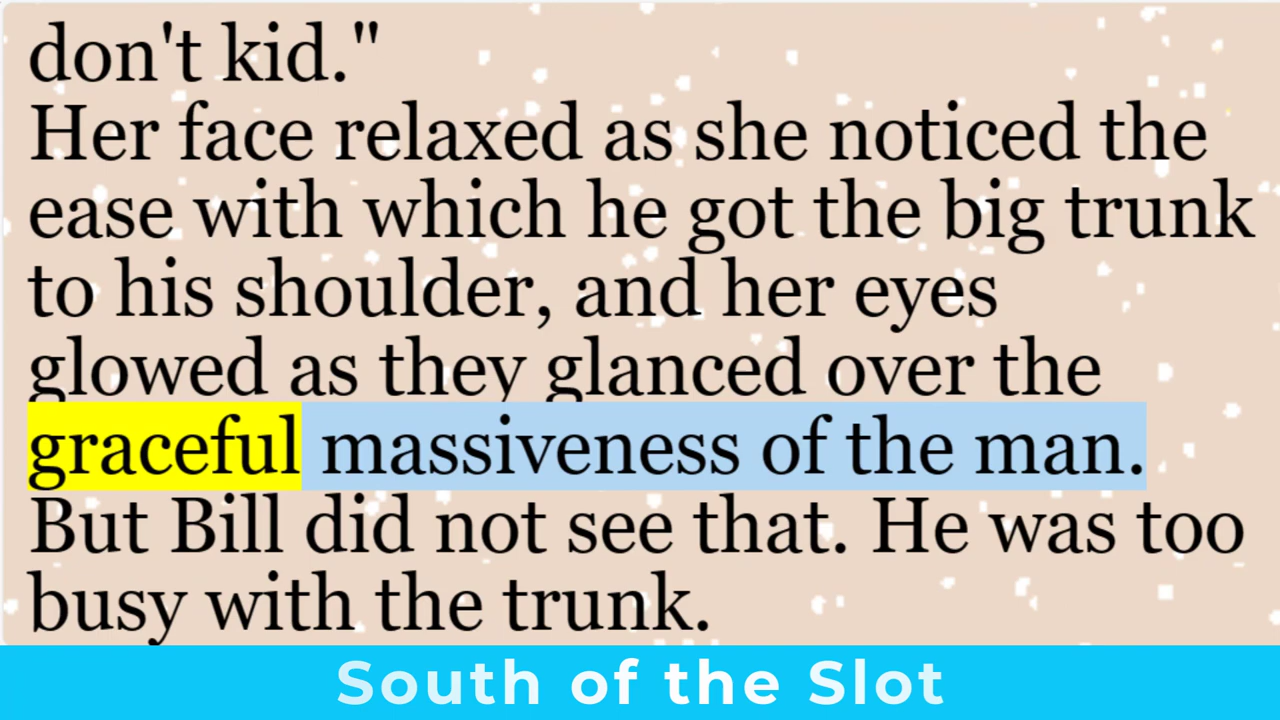 don't kid."
Her face relaxed as she noticed the
ease with which he got the big trunk
to his shoulder, and her eyes
glowed as they glanced over the
graceful massiveness of the man.
But Bill did not see that. He was too
busy with the trunk.
South of the Slot